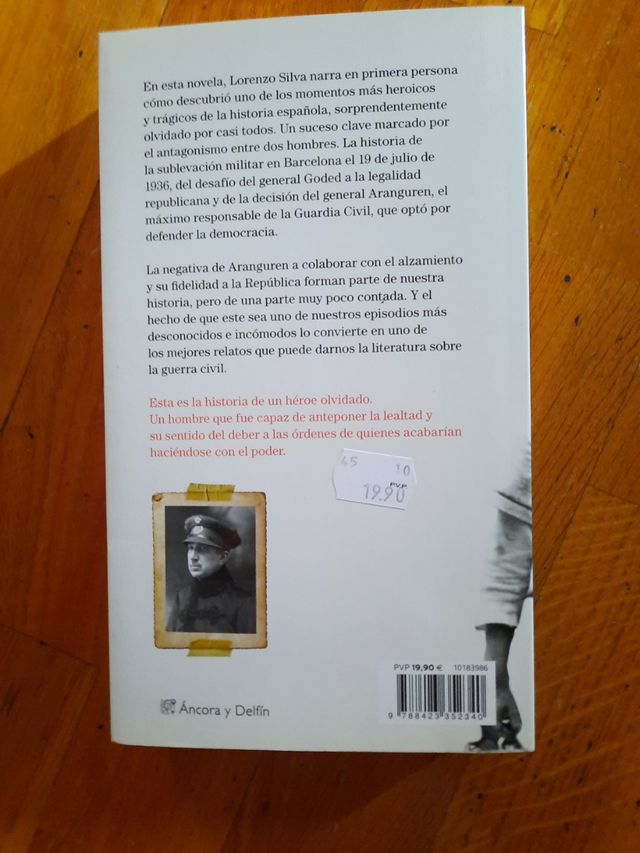 En esta novela, Lorenzo Silva narra en primera persona
cómo descubrió uno de los momentos más heroicos
y trágicos de la historia española, sorprendentemente
olvidado por casi todos. Un suceso clave marcado por
el antagonismo entre dos hombres. La historia de
la sublevación militar en Barcelona el 19 de julio de
1936, del desafío del general Goded a la legalidad
republicana y de la decisión del general Aranguren, el
máximo responsable de la Guardia Civil, que optó por
defender la democracia.
La negativa de Aranguren a colaborar con el alzamiento
y su fidelidad a la República forman parte de nuestra
historia, pero de una parte muy poco contada. Y el
hecho de que este sea uno de nuestros episodios más
desconocidos e incómodos lo convierte en uno de
los mejores relatos que puede darnos la literatura sobre
la guerra civil.
Esta es la historia de un héroe olvidado.
Un hombre que fue capaz de anteponer la lealtad y
su sentido del deber a las órdenes de quienes acabarían
haciéndose con el poder.
45 10
P.V.P.
19.90
PVP 19,90 € 10183986
9 788423 352340
Áncora y Delfín